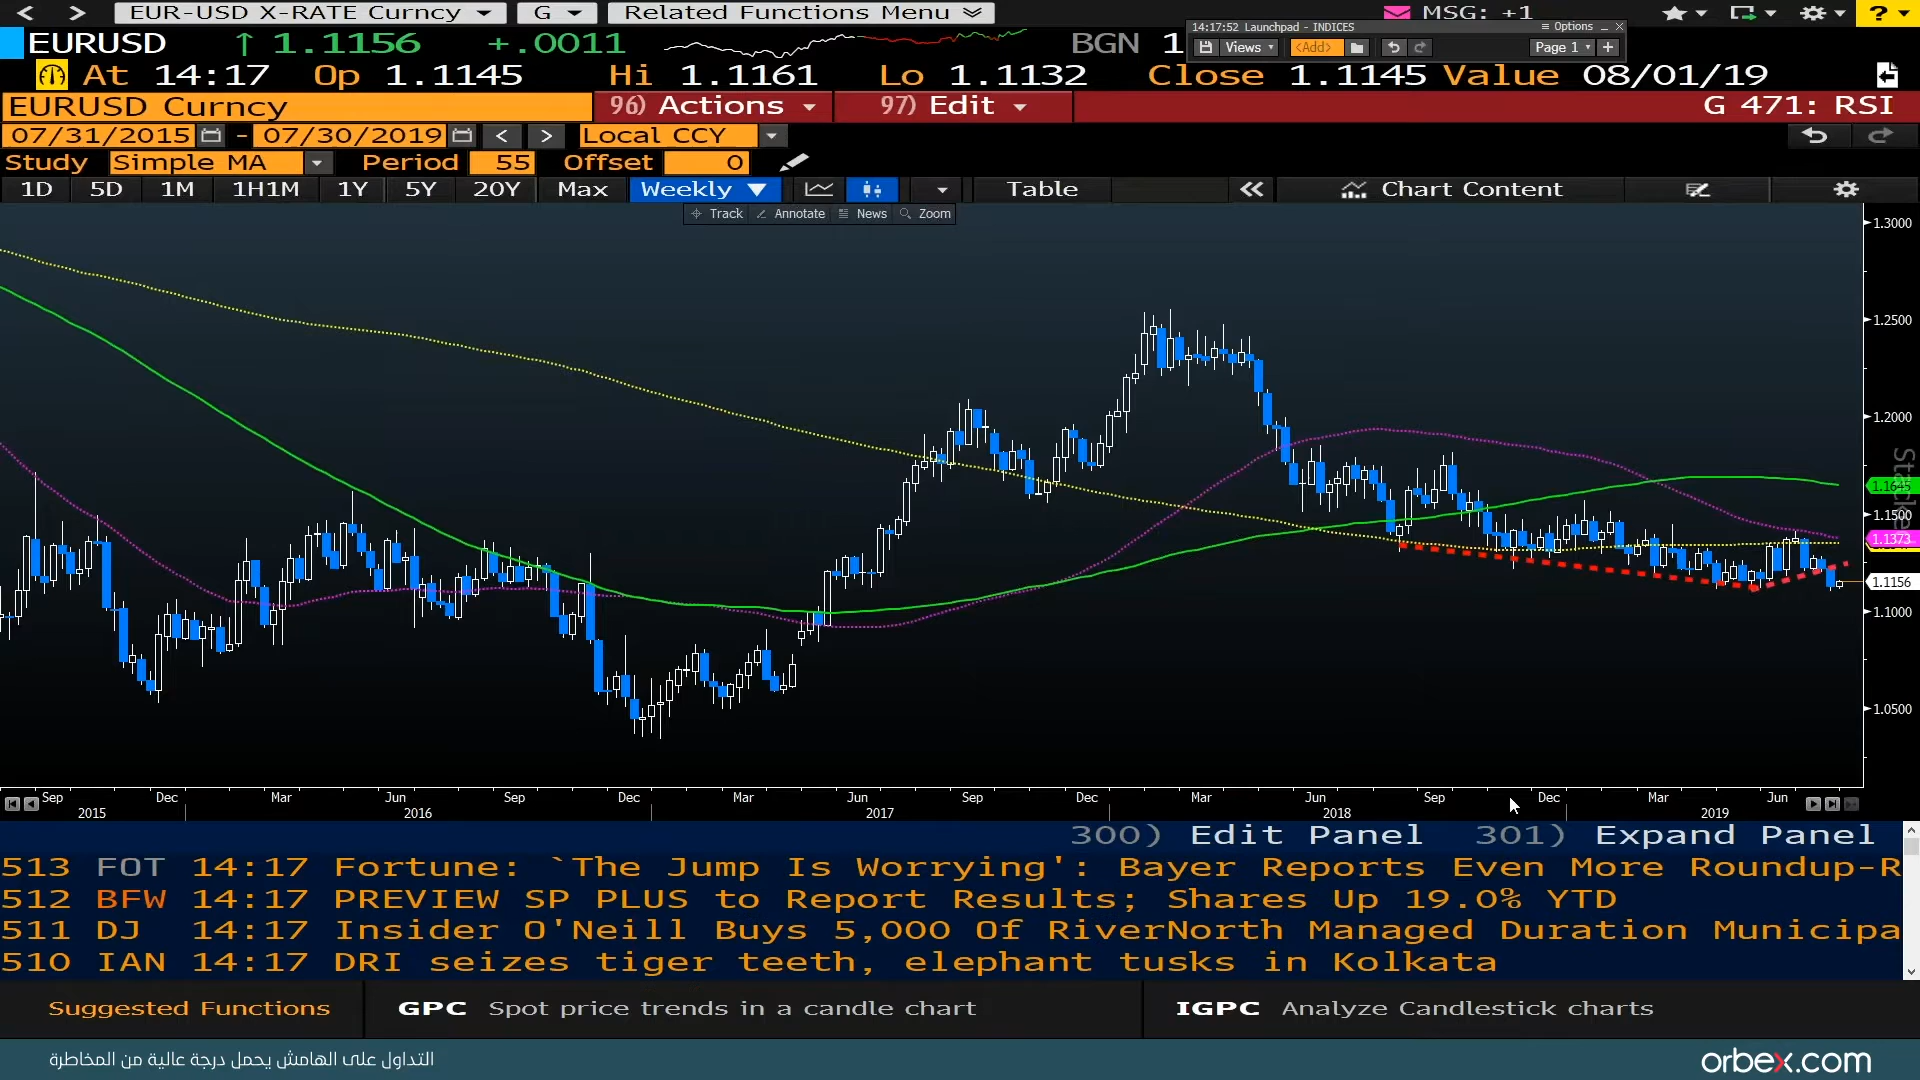 EUR-USD X-RATE Curncy G Related Functions Menu MSG: +1 ?
14:17:52 Launchpad - INDICES Options
EURUSD ↑ 1.1156 +.0011 BGN 1
Views <Add> Page 1 +
At 14:17 Op 1.1145 Hi 1.1161 Lo 1.1132 Close 1.1145 Value 08/01/19
EURUSD Curncy 96) Actions 97) Edit G 471: RSI
07/31/2015 - 07/30/2019 < > Local CCY
Study Simple MA Period 55 Offset 0
1D 5D 1M 1H1M 1Y 5Y 20Y Max Weekly ▼ Table Chart Content
Track Annotate News Zoom
1.3000
1.2500
1.2000
1.1645
1.1500
1.1373
1.1156
1.1000
1.0500
Sep Dec Mar Jun Sep Dec Mar Jun Sep Dec Mar Jun Sep Dec Mar Jun
2015 2016 2017 2018 2019
300) Edit Panel 301) Expand Panel
513 FOT 14:17 Fortune: `The Jump Is Worrying': Bayer Reports Even More Roundup-R
512 BFW 14:17 PREVIEW SP PLUS to Report Results; Shares Up 19.0% YTD
511 DJ 14:17 Insider O'Neill Buys 5,000 Of RiverNorth Managed Duration Municipa
510 IAN 14:17 DRI seizes tiger teeth, elephant tusks in Kolkata
Suggested Functions GPC Spot price trends in a candle chart IGPC Analyze Candlestick charts
التداول على الهامش يحمل درجة عالية من المخاطرة
orbex.com